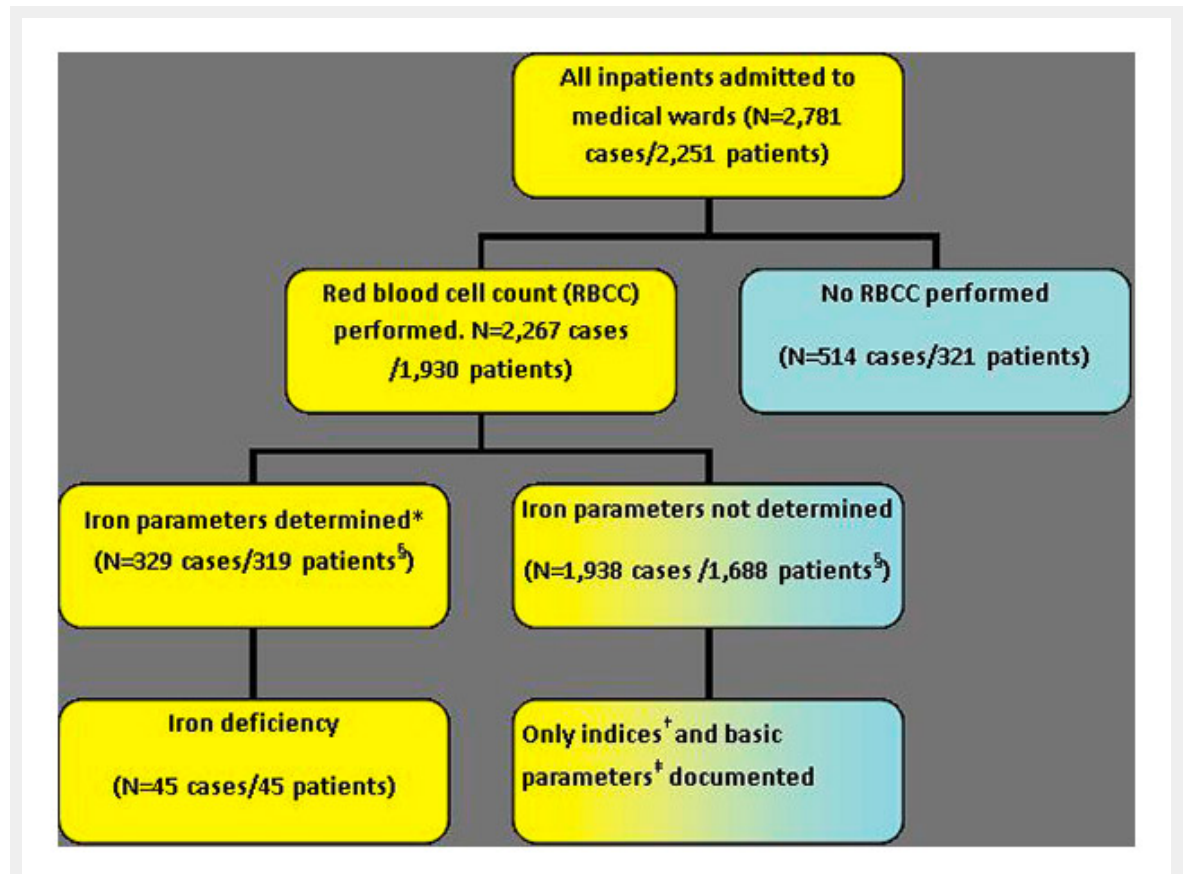 All inpatients admitted to
medical wards (N=2,781
cases/2,251 patients)
Red blood cell count (RBCC)
performed. N=2,267 cases
/1,930 patients)
No RBCC performed
(N=514 cases/321 patients)
Iron parameters determined*
(N=329 cases/319 patients§)
Iron parameters not determined
(N=1,938 cases /1,688 patients§)
Iron deficiency
(N=45 cases/45 patients)
Only indices† and basic
parameters‡ documented